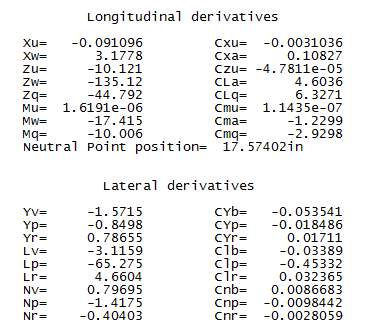 Longitudinal derivatives
Xu= -0.091096 Cxu= -0.0031036
Xw= 3.1778 Cxa= 0.10827
Zu= -10.121 Czu= -4.7811e-05
Zw= -135.12 CLa= 4.6036
Zq= -44.792 CLq= 6.3271
Mu= 1.6191e-06 Cmu= 1.1435e-07
Mw= -17.415 Cma= -1.2299
Mq= -10.006 Cmq= -2.9298
Neutral Point position= 17.57402in
Lateral derivatives
Yv= -1.5715 CYb= -0.053541
Yp= -0.8498 CYp= -0.018486
Yr= 0.78655 CYr= 0.01711
Lv= -3.1159 Clb= -0.03389
Lp= -65.275 Clp= -0.45332
Lr= 4.6604 Clr= 0.032365
Nv= 0.79695 Cnb= 0.0086683
Np= -1.4175 Cnp= -0.0098442
Nr= -0.40403 Cnr= -0.0028059